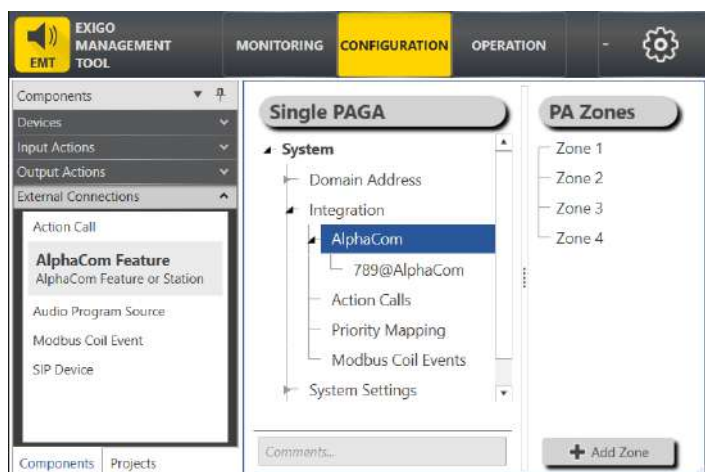 EXIGO
MANAGEMENT
TOOL
EMT
MONITORING
CONFIGURATION
OPERATION
-
Components
Devices
Input Actions
Output Actions
External Connections
Action Call
AlphaCom Feature
AlphaCom Feature or Station
Audio Program Source
Modbus Coil Event
SIP Device
Components
Projects
Single PAGA
System
Domain Address
Integration
AlphaCom
789@AlphaCom
Action Calls
Priority Mapping
Modbus Coil Events
System Settings
Comments...
PA Zones
Zone 1
Zone 2
Zone 3
Zone 4
+ Add Zone